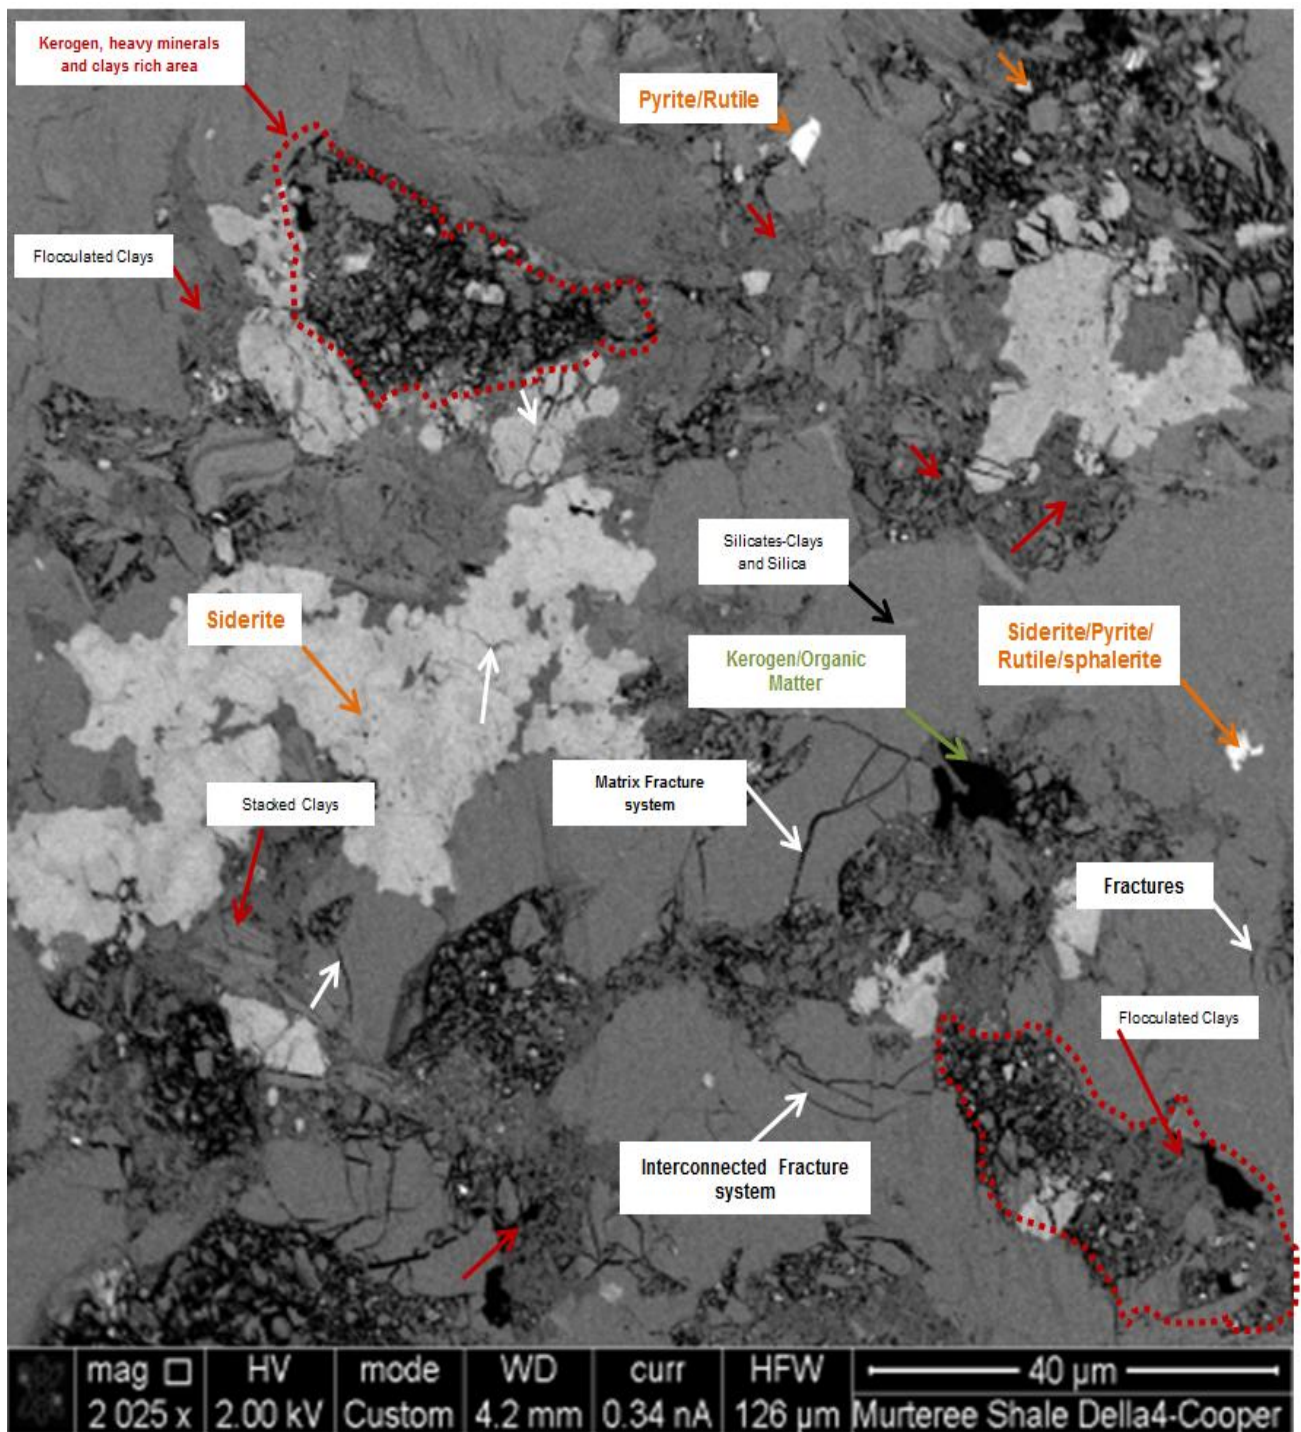 Kerogen, heavy minerals
and clays rich area
Pyrite/Rutile
Flocculated Clays
Silicates-Clays
and Silica
Siderite
Kerogen/Organic
Matter
Siderite/Pyrite/
Rutile/sphalerite
Matrix Fracture
system
Stacked Clays
Fractures
Flocculated Clays
Interconnected Fracture
system
mag HV mode WD curr HFW 40 µm
2 025 x 2.00 kV Custom 4.2 mm 0.34 nA 126 µm Murteree Shale Della4-Cooper